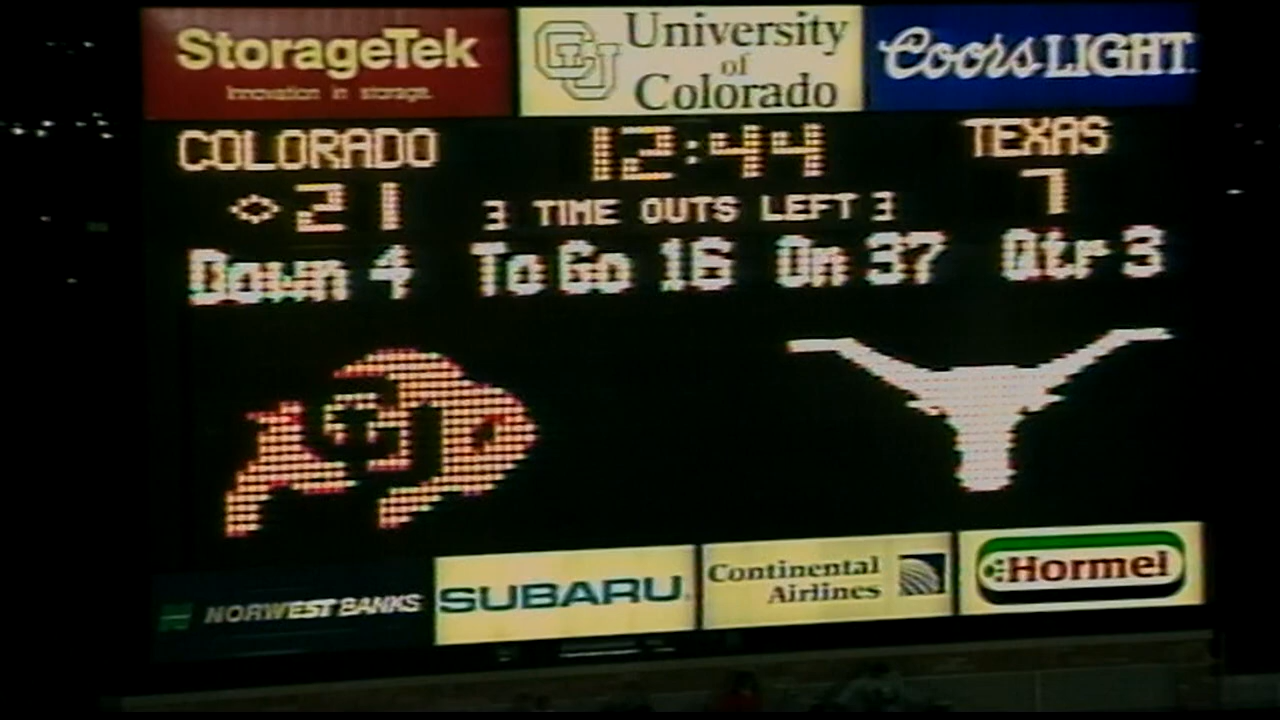 StorageTek
Innovation in storage.
CU
University
of
Colorado
Coors LIGHT
COLORADO
12:44
TEXAS
21
3 TIME OUTS LEFT 3
7
Down 4 To Go 16 On 37 Qtr 3
NORWEST BANKS
SUBARU
Continental
Airlines
Hormel